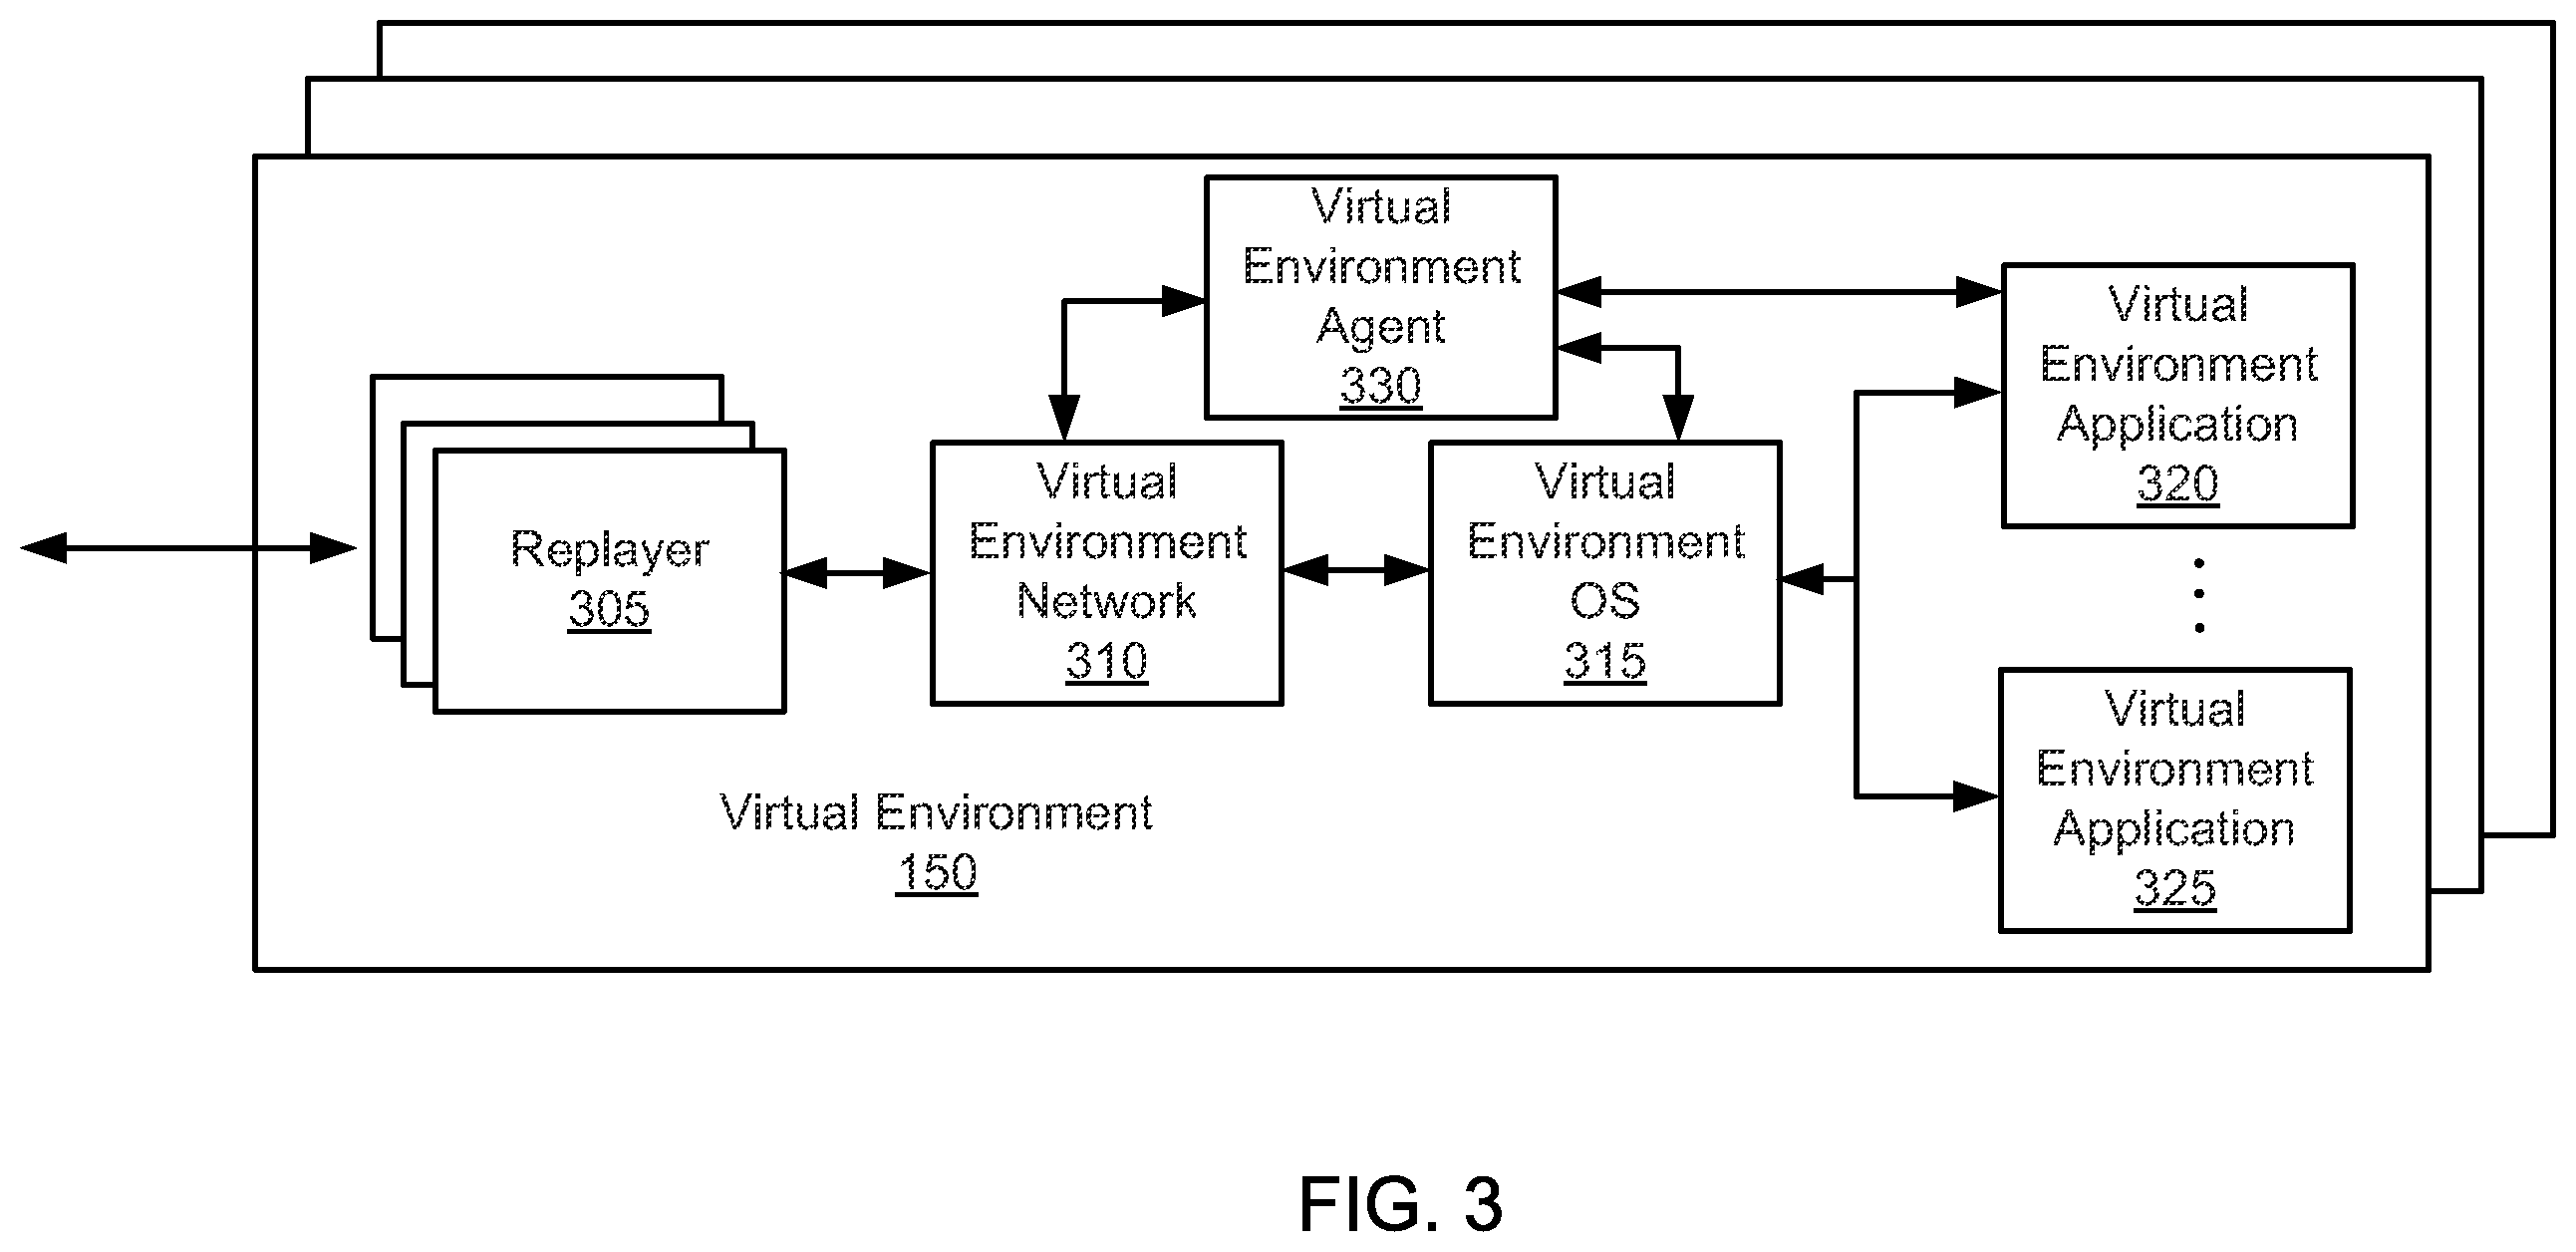 Virtual
Environment
Agent
330
Virtual
Environment
Application
320
Replayer
305
Virtual
Environment
Network
310
Virtual
Environment
OS
315
Virtual
Environment
Application
325
Virtual Environment
150
FIG. 3